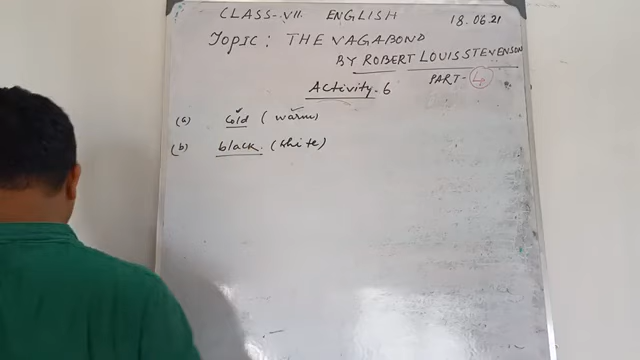 CLASS-VII ENGLISH 18.06.21
TOPIC: THE VAGABOND
BY ROBERT LOUIS STEVENSON
PART-4
Activity-6
(a) Cold (warm)
(b) black. (white)